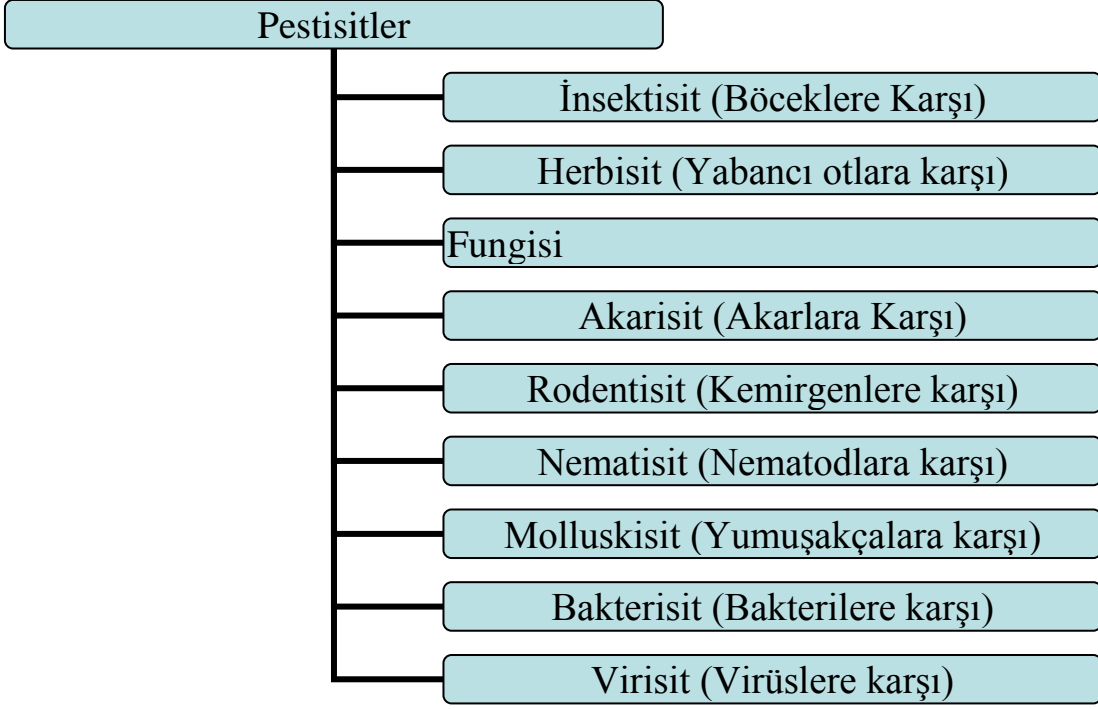 Pestisitler
İnsektisit (Böceklere Karşı)
Herbisit (Yabancı otlara karşı)
Fungisi
Akarisit (Akarlara Karşı)
Rodentisit (Kemirgenlere karşı)
Nematisit (Nematodlara karşı)
Molluskisit (Yumuşakçalara karşı)
Bakterisit (Bakterilere karşı)
Virisit (Virüslere karşı)